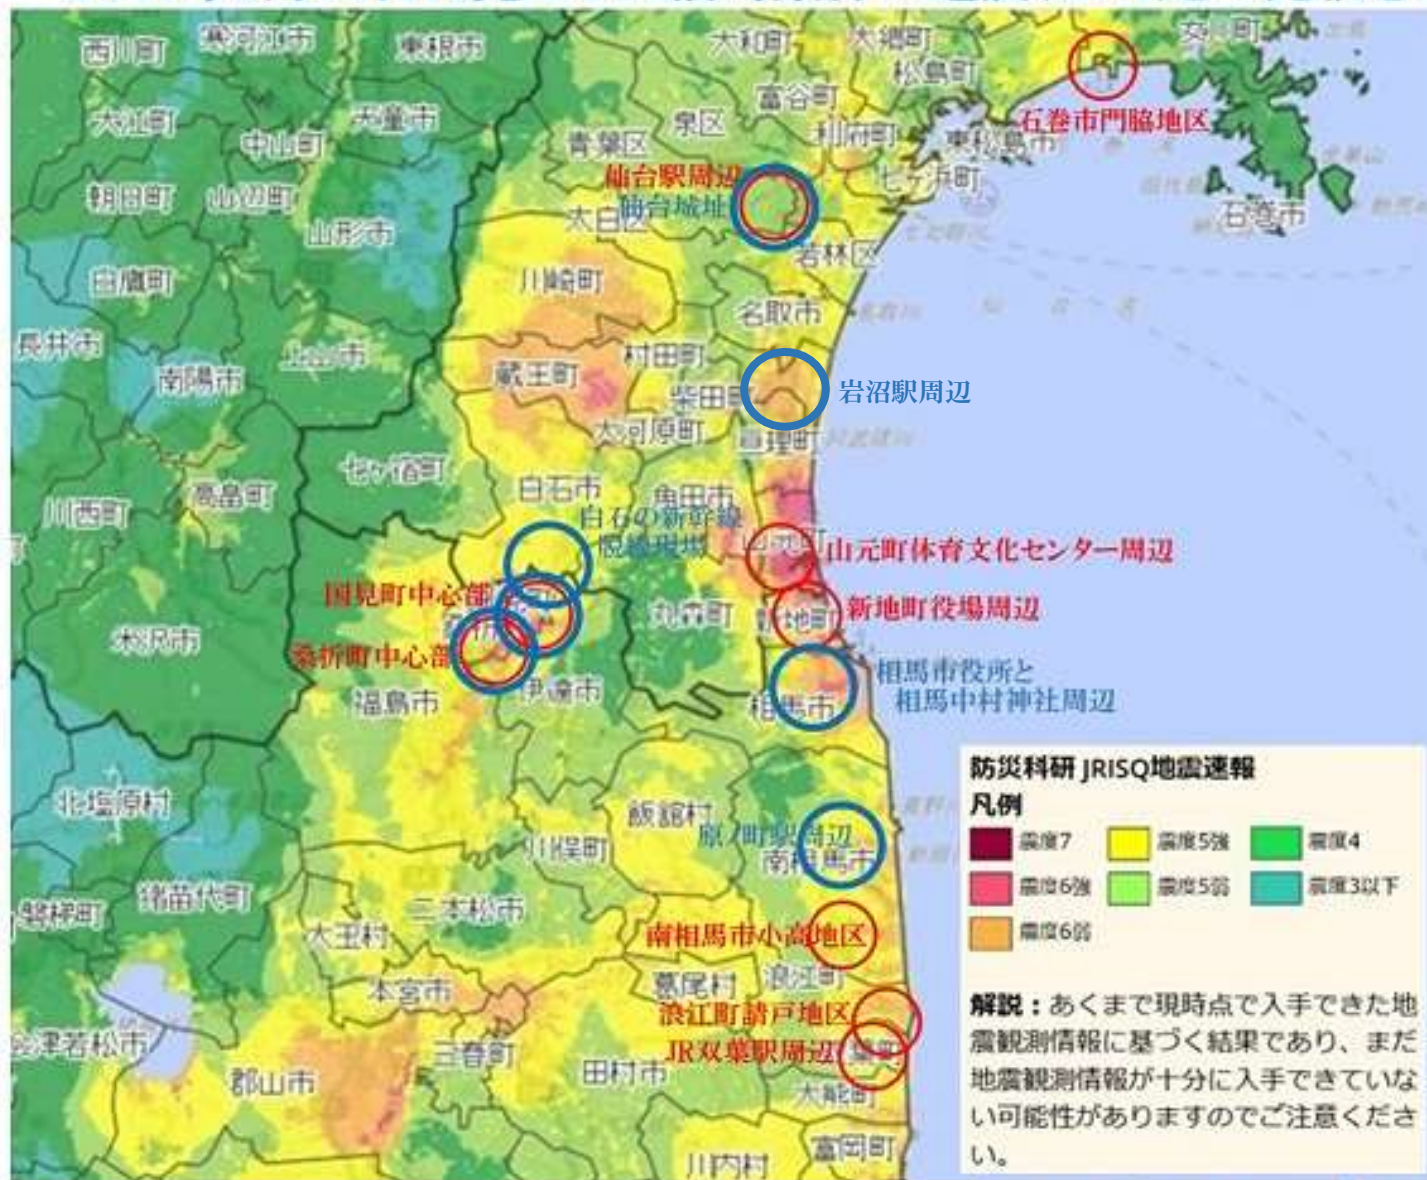 西川町
寒河江市
東根市
大和町
大郷町
女川町
松島町
大江町
天童市
富谷町
石巻市門脇地区
中山町
青葉区
泉区
利府町
東松島市
朝日町
山辺町
仙台駅周辺
七ヶ浜町
仙台城址
石巻市
山形市
太白区
若林区
白鷹町
川崎町
名取市
長井市
上山市
村田町
南陽市
蔵王町
柴田町
岩沼駅周辺
大河原町
亘理町
七ヶ宿町
高畠町
白石市
角田市
川西町
白石の新幹線
脱線現場
山元町
山元町体育文化センター周辺
国見町中心部
丸森町
新地町
新地町役場周辺
米沢市
桑折町中心部
福島市
伊達市
相馬市
相馬市役所と
相馬中村神社周辺
北塩原村
飯舘村
原ノ町駅周辺
川俣町
南相馬市
猪苗代町
二本松市
大玉村
南相馬市小高地区
本宮市
葛尾村
浪江町
浪江町請戸地区
三春町
JR双葉駅周辺
郡山市
田村市
大熊町
川内村
富岡町
防災科研 JRISQ地震速報
凡例
震度7 震度5強 震度4
震度6強 震度5弱 震度3以下
震度6弱
解説：あくまで現時点で入手できた地
震観測情報に基づく結果であり、まだ
地震観測情報が十分に入手できていな
い可能性がありますのでご注意くださ
い。